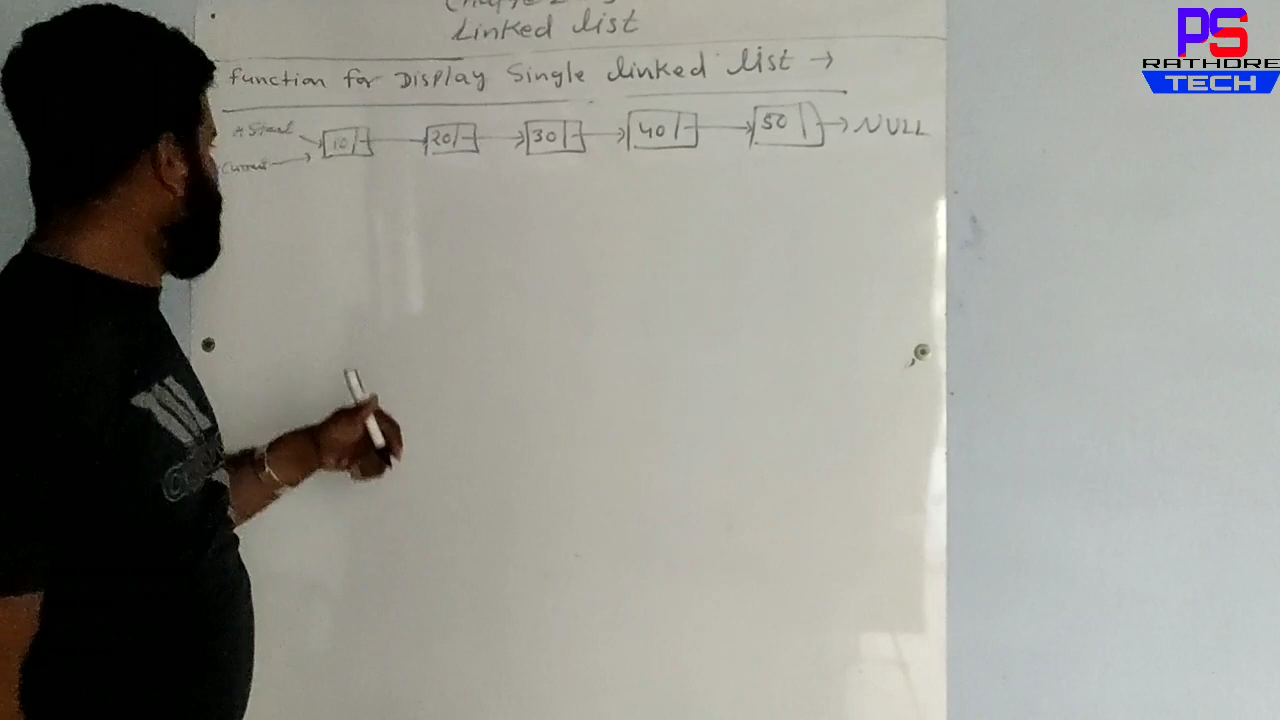 Linked list
function for Display Single linked list →
*Start
10 20 30 40 50 → NULL
Current
PS
RATHORE
TECH